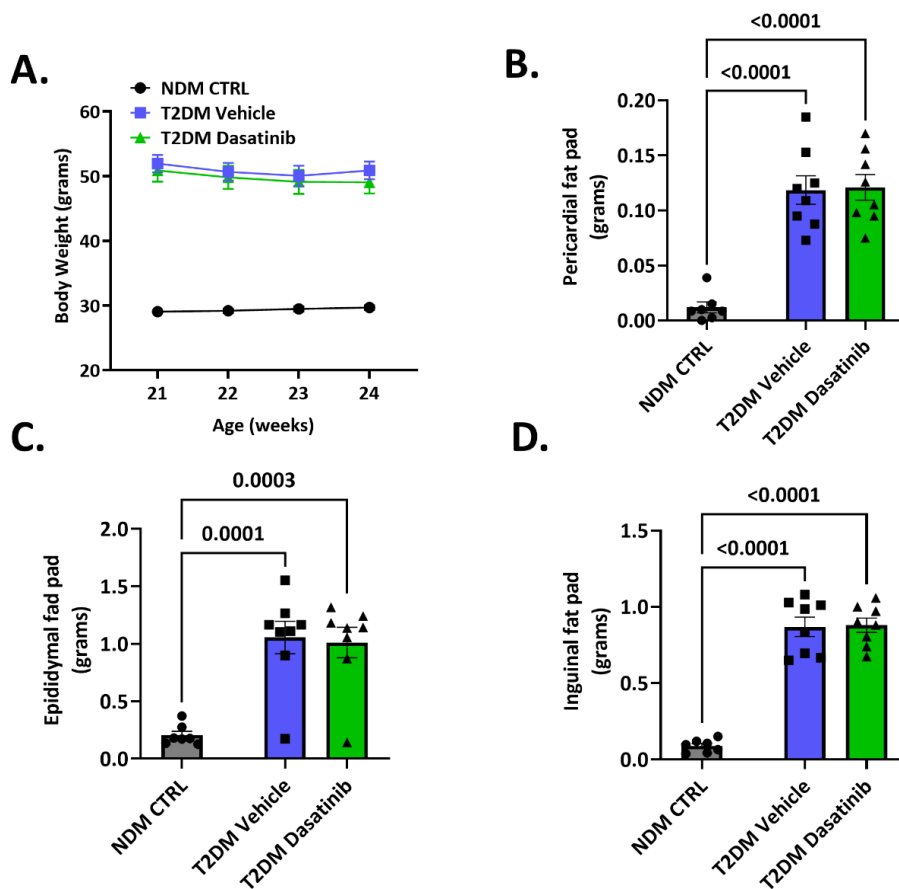 A.
NDM CTRL
T2DM Vehicle
T2DM Dasatinib
Body Weight (grams)
60
50
40
30
20
21 22 23 24
Age (weeks)
B.
<0.0001
<0.0001
Pericardial fat pad
(grams)
0.20
0.15
0.10
0.05
0.00
NDM CTRL
T2DM Vehicle
T2DM Dasatinib
C.
0.0003
0.0001
Epididymal fad pad
(grams)
2.0
1.5
1.0
0.5
0.0
NDM CTRL
T2DM Vehicle
T2DM Dasatinib
D.
<0.0001
<0.0001
Inguinal fat pad
(grams)
1.5
1.0
0.5
0.0
NDM CTRL
T2DM Vehicle
T2DM Dasatinib